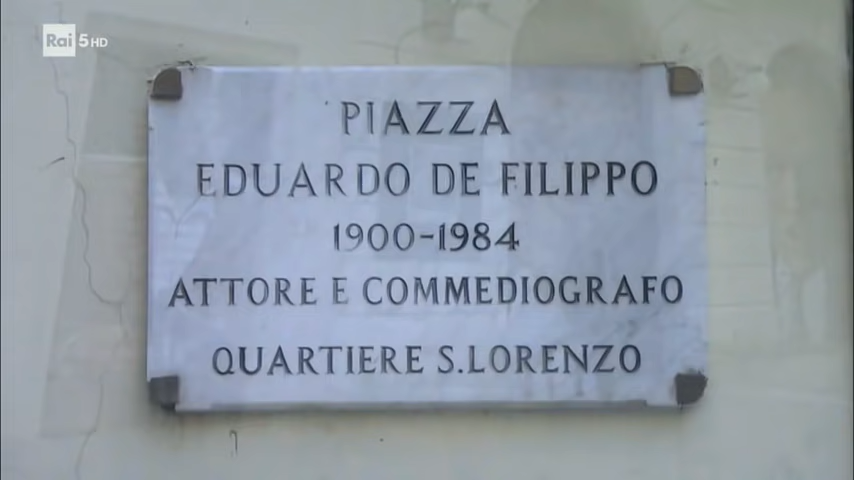 Rai 5 HD
PIAZZA
EDUARDO DE FILIPPO
1900-1984
ATTORE E COMMEDIOGRAFO
QUARTIERE S.LORENZO